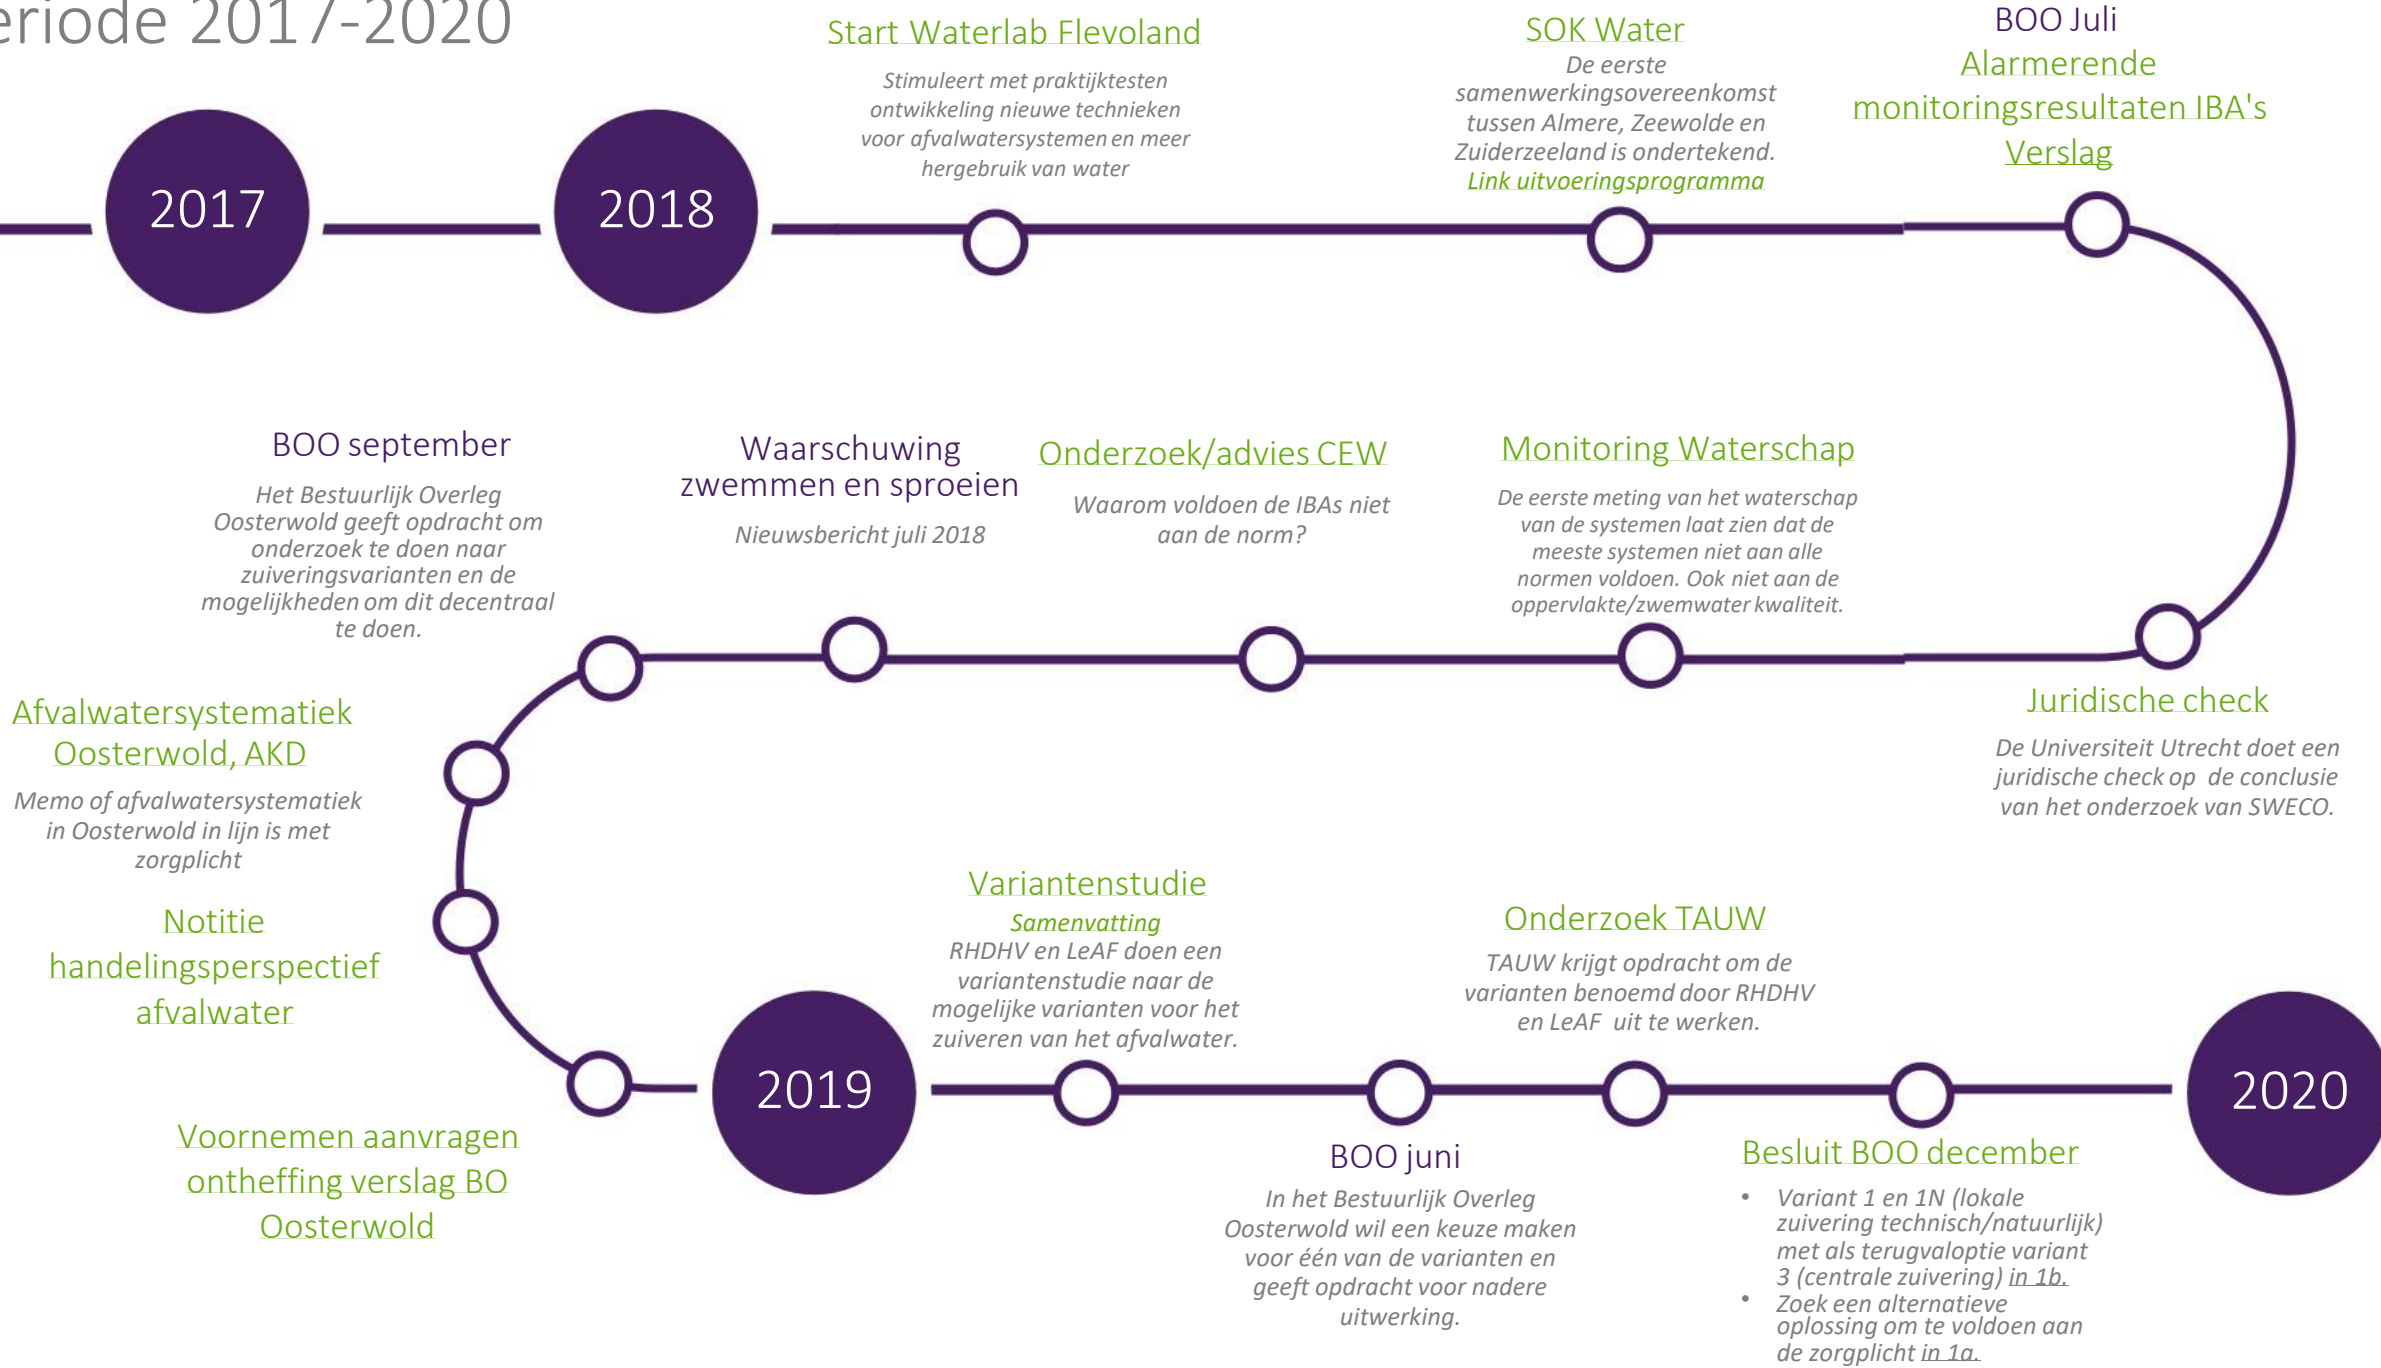 eriode 2017-2020
2017
2018
Start Waterlab Flevoland
Stimuleert met praktijktesten
ontwikkeling nieuwe technieken
voor afvalwatersystemen en meer
hergebruik van water
SOK Water
De eerste
samenwerkingsovereenkomst
tussen Almere, Zeewolde en
Zuiderzeeland is ondertekend.
Link uitvoeringsprogramma
BOO Juli
Alarmerende
monitoringsresultaten IBA's
Verslag
Juridische check
De Universiteit Utrecht doet een
juridische check op de conclusie
van het onderzoek van SWECO.
Monitoring Waterschap
De eerste meting van het waterschap
van de systemen laat zien dat de
meeste systemen niet aan alle
normen voldoen. Ook niet aan de
oppervlakte/zwemwater kwaliteit.
Onderzoek/advies CEW
Waarom voldoen de IBAs niet
aan de norm?
Waarschuwing
zwemmen en sproeien
Nieuwsbericht juli 2018
BOO september
Het Bestuurlijk Overleg
Oosterwold geeft opdracht om
onderzoek te doen naar
zuiveringsvarianten en de
mogelijkheden om dit decentraal
te doen.
Afvalwatersystematiek
Oosterwold, AKD
Memo of afvalwatersystematiek
in Oosterwold in lijn is met
zorgplicht
Notitie
handelingsperspectief
afvalwater
Voornemen aanvragen
ontheffing verslag BO
Oosterwold
2019
Variantenstudie
Samenvatting
RHDHV en LeAF doen een
variantenstudie naar de
mogelijke varianten voor het
zuiveren van het afvalwater.
BOO juni
In het Bestuurlijk Overleg
Oosterwold wil een keuze maken
voor één van de varianten en
geeft opdracht voor nadere
uitwerking.
Onderzoek TAUW
TAUW krijgt opdracht om de
varianten benoemd door RHDHV
en LeAF uit te werken.
Besluit BOO december
• Variant 1 en 1N (lokale
zuivering technisch/natuurlijk)
met als terugvaloptie variant
3 (centrale zuivering) in 1b.
• Zoek een alternatieve
oplossing om te voldoen aan
de zorgplicht in 1a.
2020